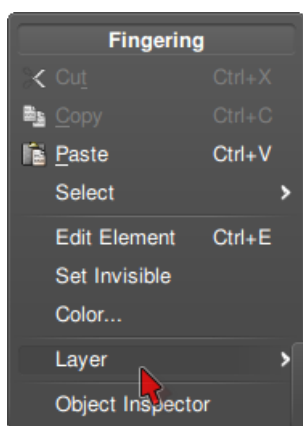 Fingering
Cut Ctrl+X
Copy Ctrl+C
Paste Ctrl+V
Select
Edit Element Ctrl+E
Set Invisible
Color...
Layer
Object Inspector